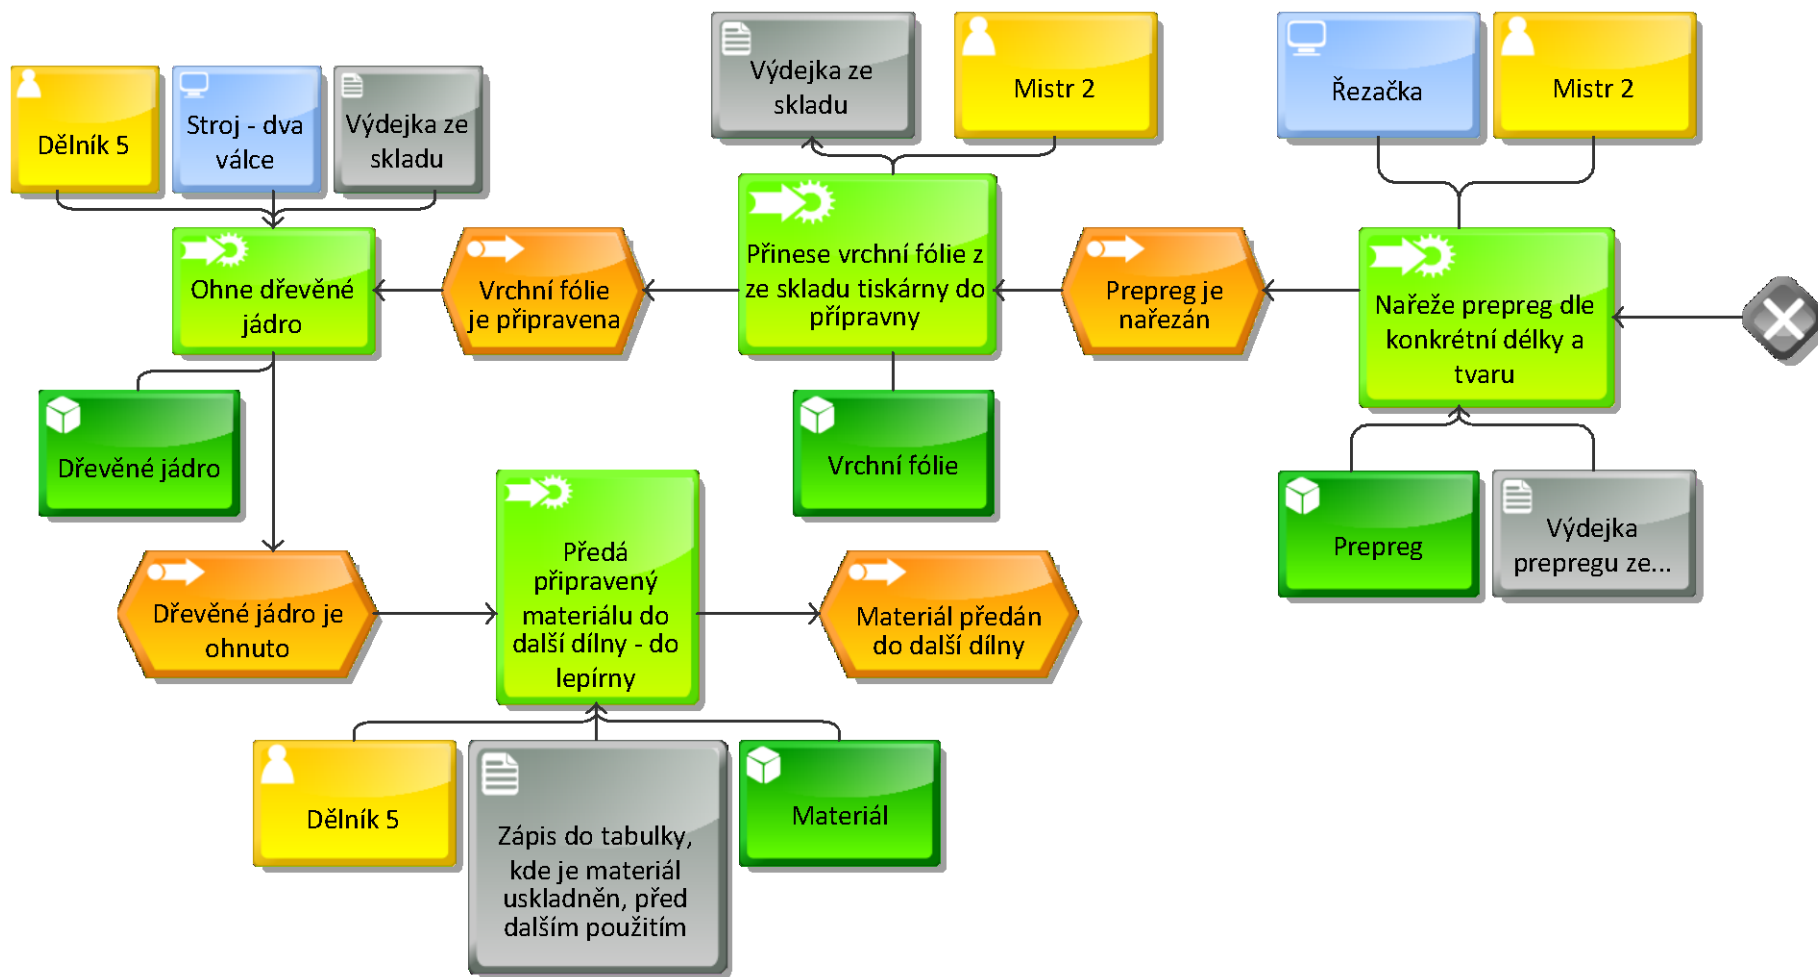 Výdejka ze
skladu
Mistr 2
Řezačka
Mistr 2
Dělník 5
Stroj - dva
válce
Výdejka ze
skladu
Ohne dřevěné
jádro
Vrchní fólie
je připravena
Přinese vrchní fólie z
ze skladu tiskárny do
přípravny
Prepreg je
nařezán
Nařeže prepreg dle
konkrétní délky a
tvaru
Dřevěné jádro
Vrchní fólie
Prepreg
Výdejka
prepregu ze...
Dřevěné jádro je
ohnuto
Předá
připravený
materiálu do
další dílny - do
lepírny
Materiál předán
do další dílny
Dělník 5
Zápis do tabulky,
kde je materiál
uskladněn, před
dalším použitím
Materiál